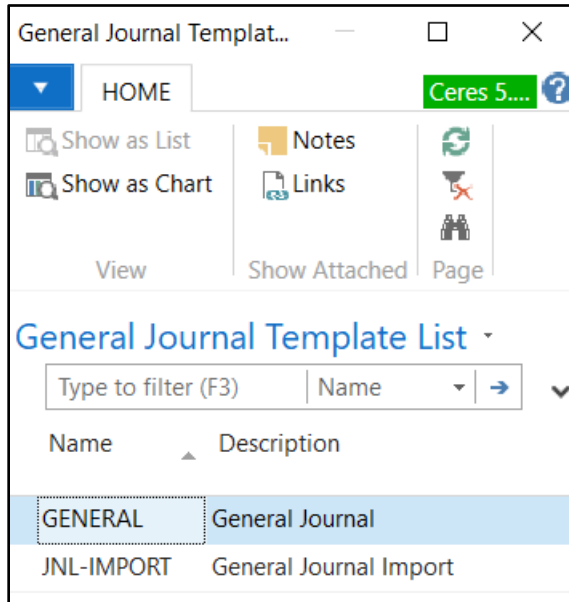 General Journal Templat...
HOME
Ceres 5....
?
Show as List
Notes
Show as Chart
Links
View
Show Attached
Page
General Journal Template List
Type to filter (F3)
Name
Name
Description
GENERAL
General Journal
JNL-IMPORT
General Journal Import